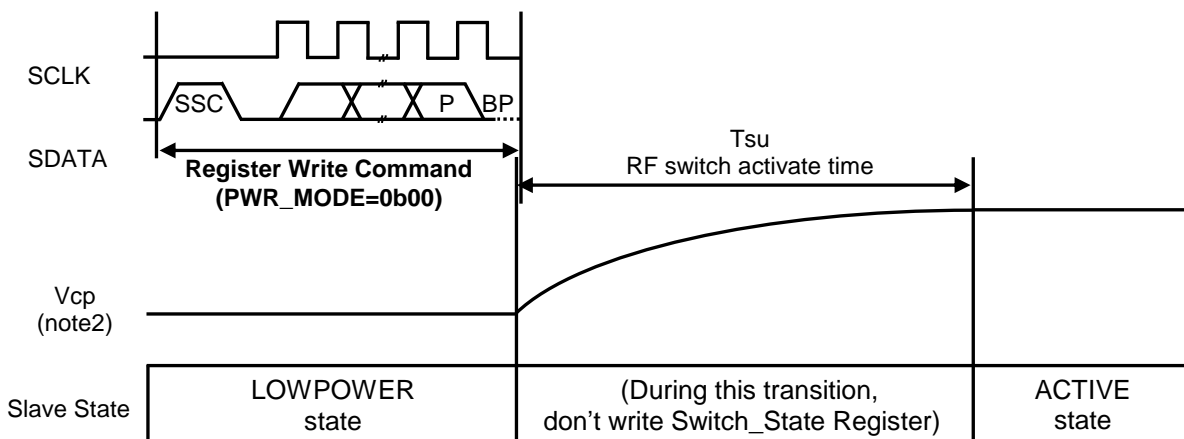 SCLK
SSC
P
BP
SDATA
Register Write Command
(PWR_MODE=0b00)
Tsu
RF switch activate time
Vcp
(note2)
Slave State
LOWPOWER
state
(During this transition,
don't write Switch_State Register)
ACTIVE
state